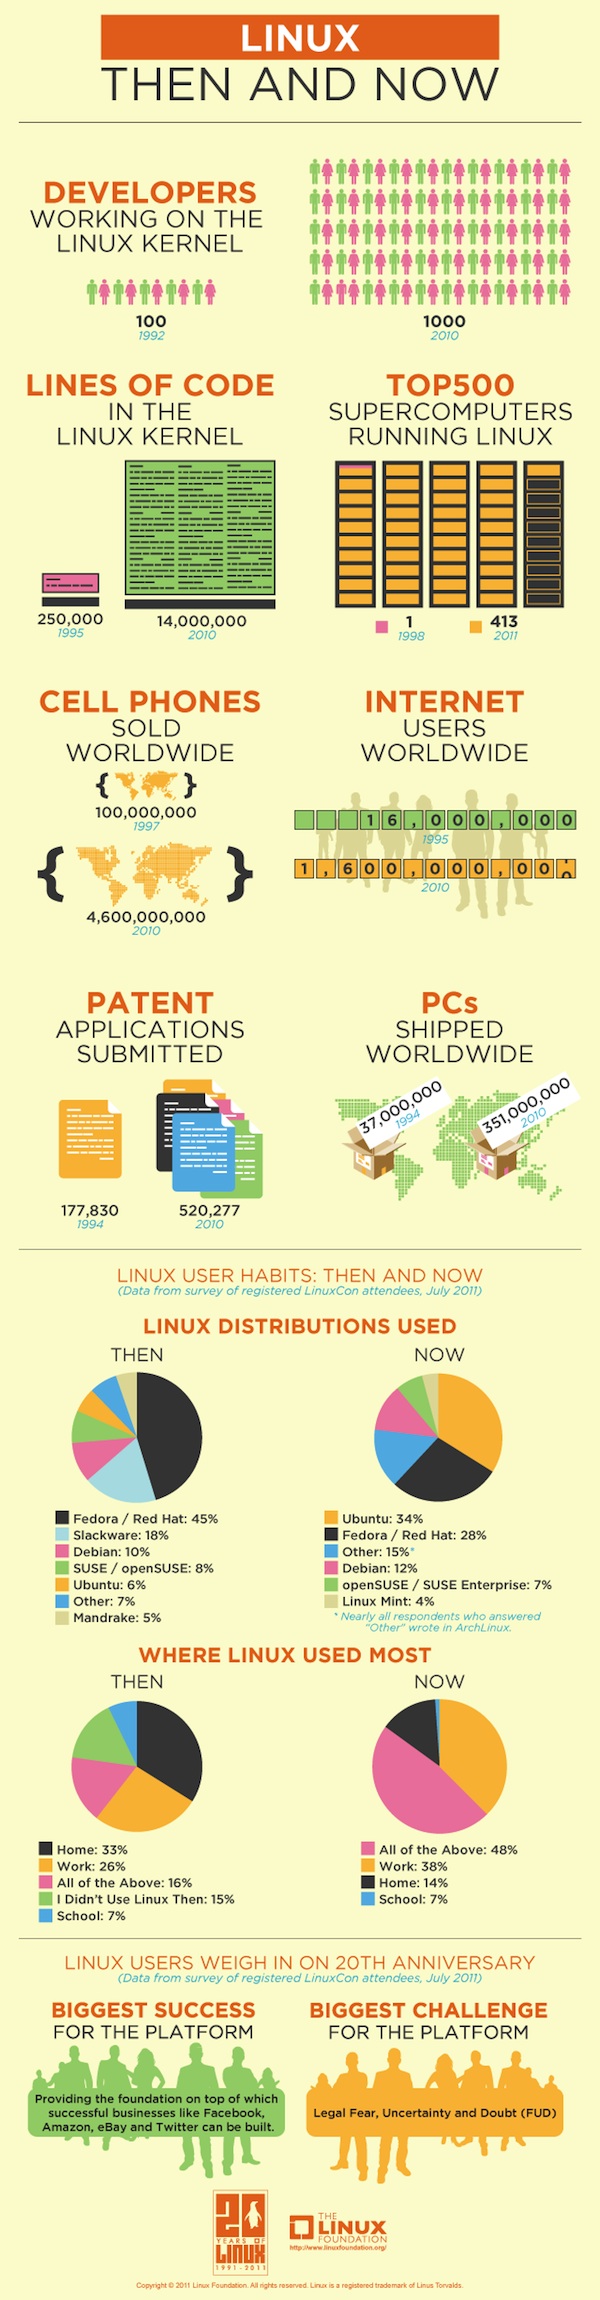 LINUX
THEN AND NOW
DEVELOPERS
WORKING ON THE
LINUX KERNEL
100
1992
1000
2010
LINES OF CODE
IN THE
LINUX KERNEL
250,000
1995
14,000,000
2010
TOP500
SUPERCOMPUTERS
RUNNING LINUX
1
1998
413
2011
CELL PHONES
SOLD
WORLDWIDE
100,000,000
1997
4,600,000,000
2010
INTERNET
USERS
WORLDWIDE
16,000,000
1995
1,600,000,000
2010
PATENT
APPLICATIONS
SUBMITTED
177,830
1994
520,277
2010
PCs
SHIPPED
WORLDWIDE
37,000,000
1994
351,000,000
2010
LINUX USER HABITS: THEN AND NOW
(Data from survey of registered LinuxCon attendees, July 2011)
LINUX DISTRIBUTIONS USED
THEN
Fedora / Red Hat: 45%
Slackware: 18%
Debian: 10%
SUSE / openSUSE: 8%
Ubuntu: 6%
Other: 7%
Mandrake: 5%
NOW
Ubuntu: 34%
Fedora / Red Hat: 28%
Other: 15%*
Debian: 12%
openSUSE / SUSE Enterprise: 7%
Linux Mint: 4%
* Nearly all respondents who answered
"Other" wrote in ArchLinux.
WHERE LINUX USED MOST
THEN
Home: 33%
Work: 26%
All of the Above: 16%
I Didn't Use Linux Then: 15%
School: 7%
NOW
All of the Above: 48%
Work: 38%
Home: 14%
School: 7%
LINUX USERS WEIGH IN ON 20TH ANNIVERSARY
(Data from survey of registered LinuxCon attendees, July 2011)
BIGGEST SUCCESS
FOR THE PLATFORM
Providing the foundation on top of which
successful businesses like Facebook,
Amazon, eBay and Twitter can be built.
BIGGEST CHALLENGE
FOR THE PLATFORM
Legal Fear, Uncertainty and Doubt (FUD)
20
YEARS OF
LINUX
1991-2011
THE
LINUX
FOUNDATION
http://www.linuxfoundation.org/
Copyright © 2011 Linux Foundation. All rights reserved. Linux is a registered trademark of Linus Torvalds.